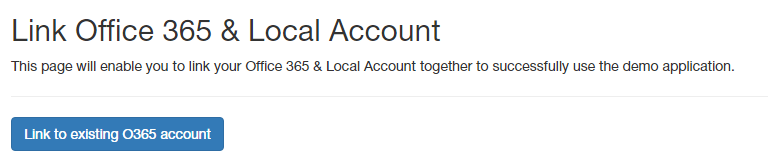 Link Office 365 & Local Account
This page will enable you to link your Office 365 & Local Account together to successfully use the demo application.
Link to existing O365 account